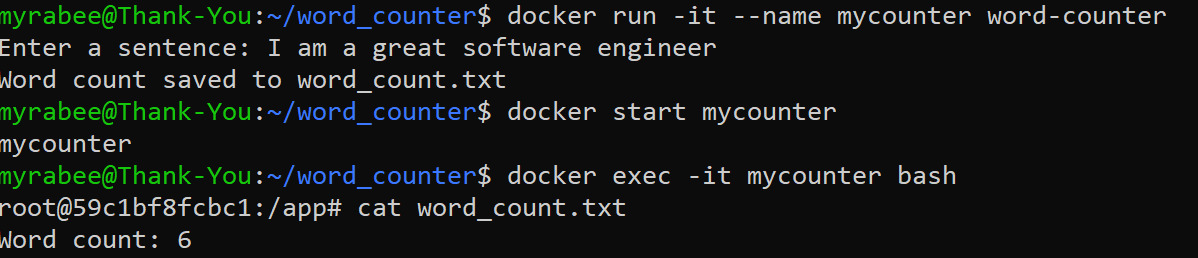 myrabee@Thank-You:~/word_counter$ docker run -it --name mycounter word-counter
Enter a sentence: I am a great software engineer
Word count saved to word_count.txt
myrabee@Thank-You:~/word_counter$ docker start mycounter
mycounter
myrabee@Thank-You:~/word_counter$ docker exec -it mycounter bash
root@59c1bf8fcbc1:/app# cat word_count.txt
Word count: 6